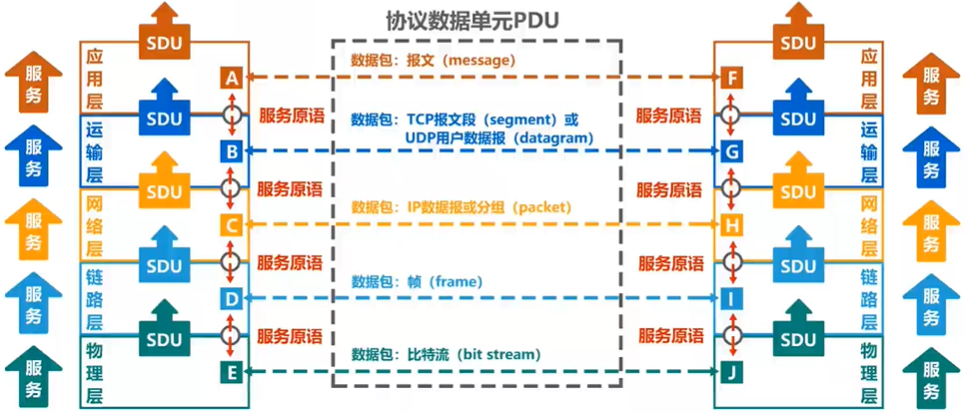 协议数据单元PDU
SDU
SDU
应用层
服务
A
数据包：报文（message）
F
应用层
服务
服务原语
服务原语
SDU
SDU
数据包：TCP报文段（segment）或
UDP用户数据报（datagram）
运输层
服务
B
G
运输层
服务
服务原语
服务原语
SDU
SDU
网络层
服务
C
数据包：IP数据报或分组（packet）
H
网络层
服务
服务原语
服务原语
SDU
SDU
链路层
服务
D
数据包：帧（frame）
I
链路层
服务
服务原语
服务原语
SDU
SDU
物理层
服务
E
数据包：比特流（bit stream）
J
物理层
服务